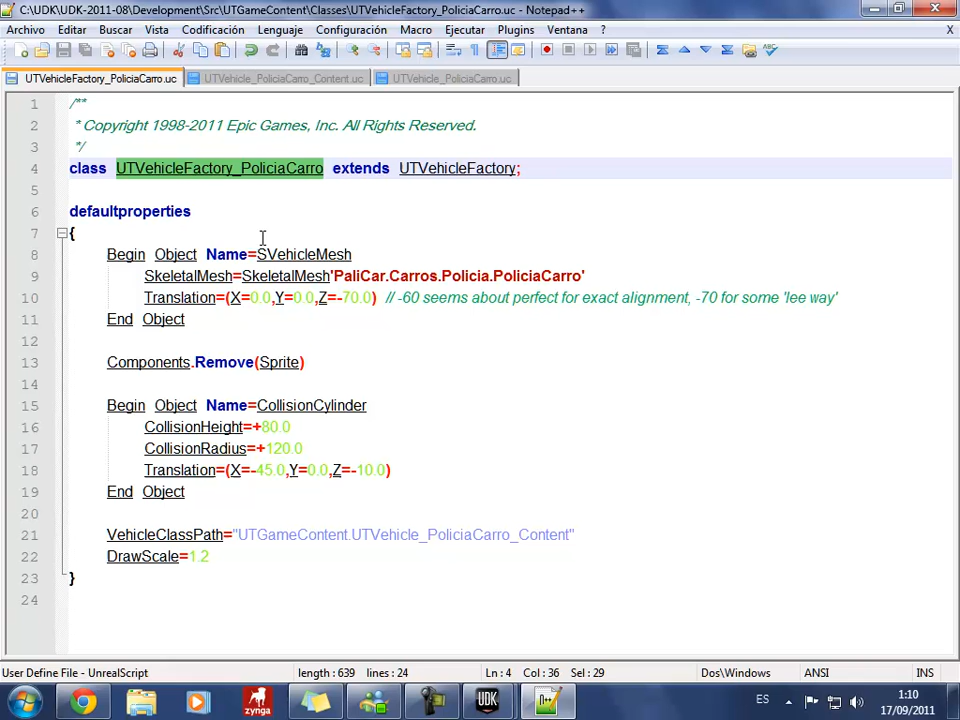 C:\UDK\UDK-2011-08\Development\Src\UTGameContent\Classes\UTVehicleFactory_PoliciaCarro.uc - Notepad++
Archivo Editar Buscar Vista Codificación Lenguaje Configuración Macro Ejecutar Plugins Ventana ? X
UTVehicleFactory_PoliciaCarro.uc UTVehicle_PoliciaCarro_Content.uc UTVehicle_PoliciaCarro.uc
1 /**
2 * Copyright 1998-2011 Epic Games, Inc. All Rights Reserved.
3 */
4 class UTVehicleFactory_PoliciaCarro extends UTVehicleFactory;
5
6 defaultproperties
7 {
8 Begin Object Name=SVehicleMesh
9 SkeletalMesh=SkeletalMesh'PaliCar.Carros.Policia.PoliciaCarro'
10 Translation=(X=0.0,Y=0.0,Z=-70.0) // -60 seems about perfect for exact alignment, -70 for some 'lee way'
11 End Object
12
13 Components.Remove(Sprite)
14
15 Begin Object Name=CollisionCylinder
16 CollisionHeight=+80.0
17 CollisionRadius=+120.0
18 Translation=(X=-45.0,Y=0.0,Z=-10.0)
19 End Object
20
21 VehicleClassPath="UTGameContent.UTVehicle_PoliciaCarro_Content"
22 DrawScale=1.2
23 }
24
User Define File - UnrealScript length : 639 lines : 24 Ln : 4 Col : 36 Sel : 29 Dos\Windows ANSI INS
zynga UDK N++ ES 1:10
17/09/2011